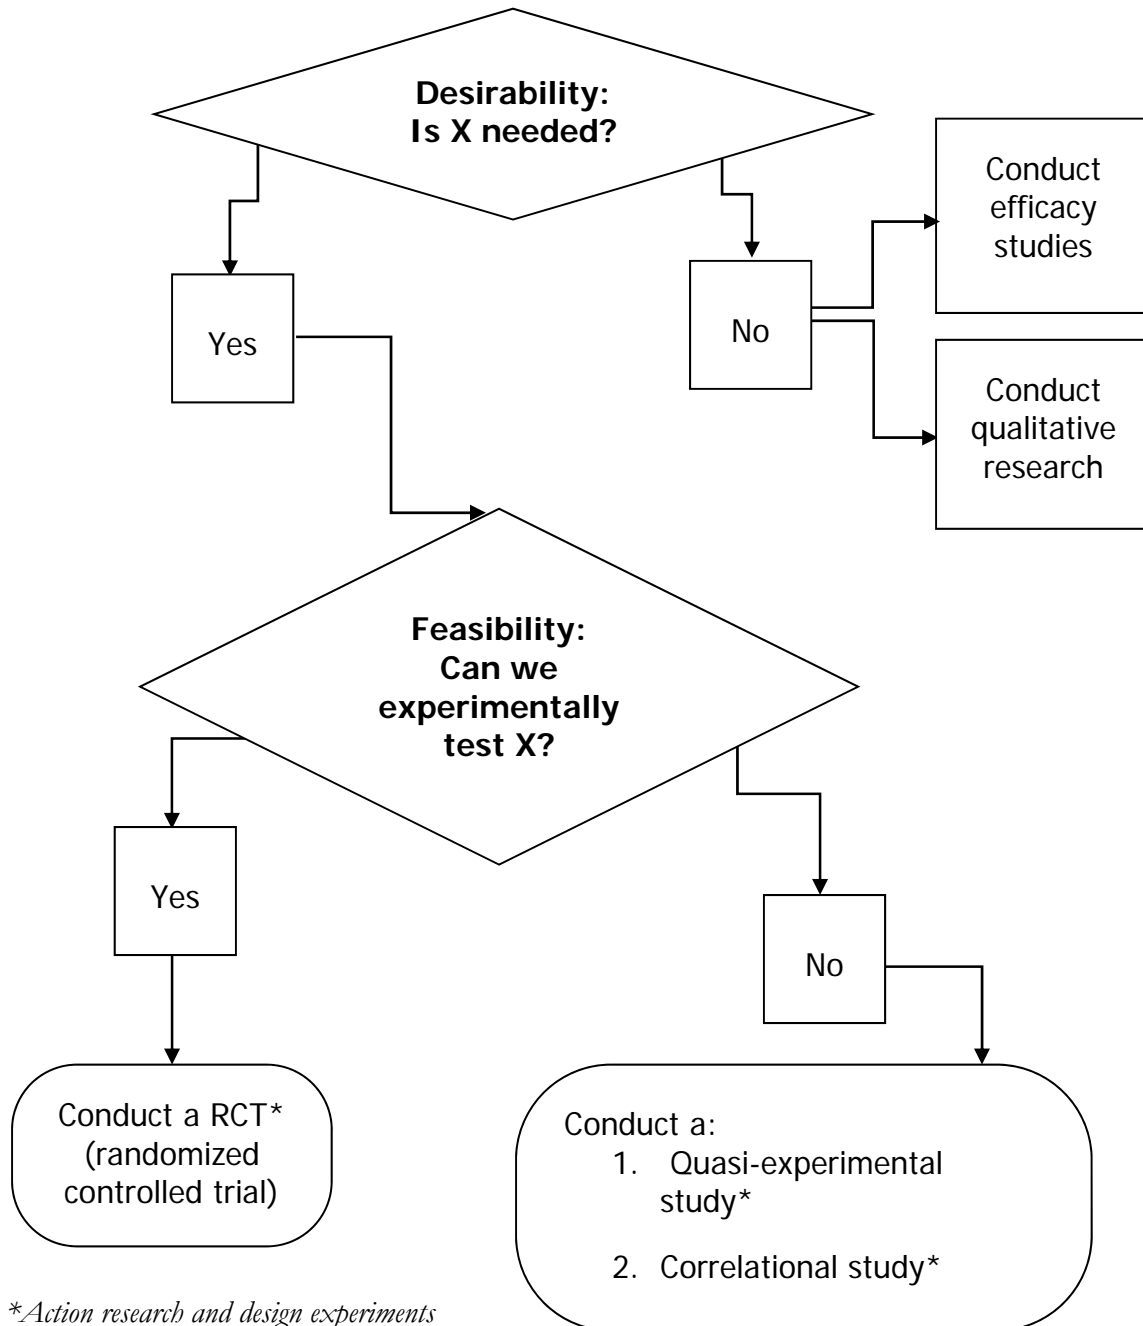 Desirability:
Is X needed?
Conduct
efficacy
studies
Yes
No
Conduct
qualitative
research
Feasibility:
Can we
experimentally
test X?
Yes
No
Conduct a RCT*
(randomized
controlled trial)
Conduct a:
1. Quasi-experimental
study*
2. Correlational study*
*Action research and design experiments